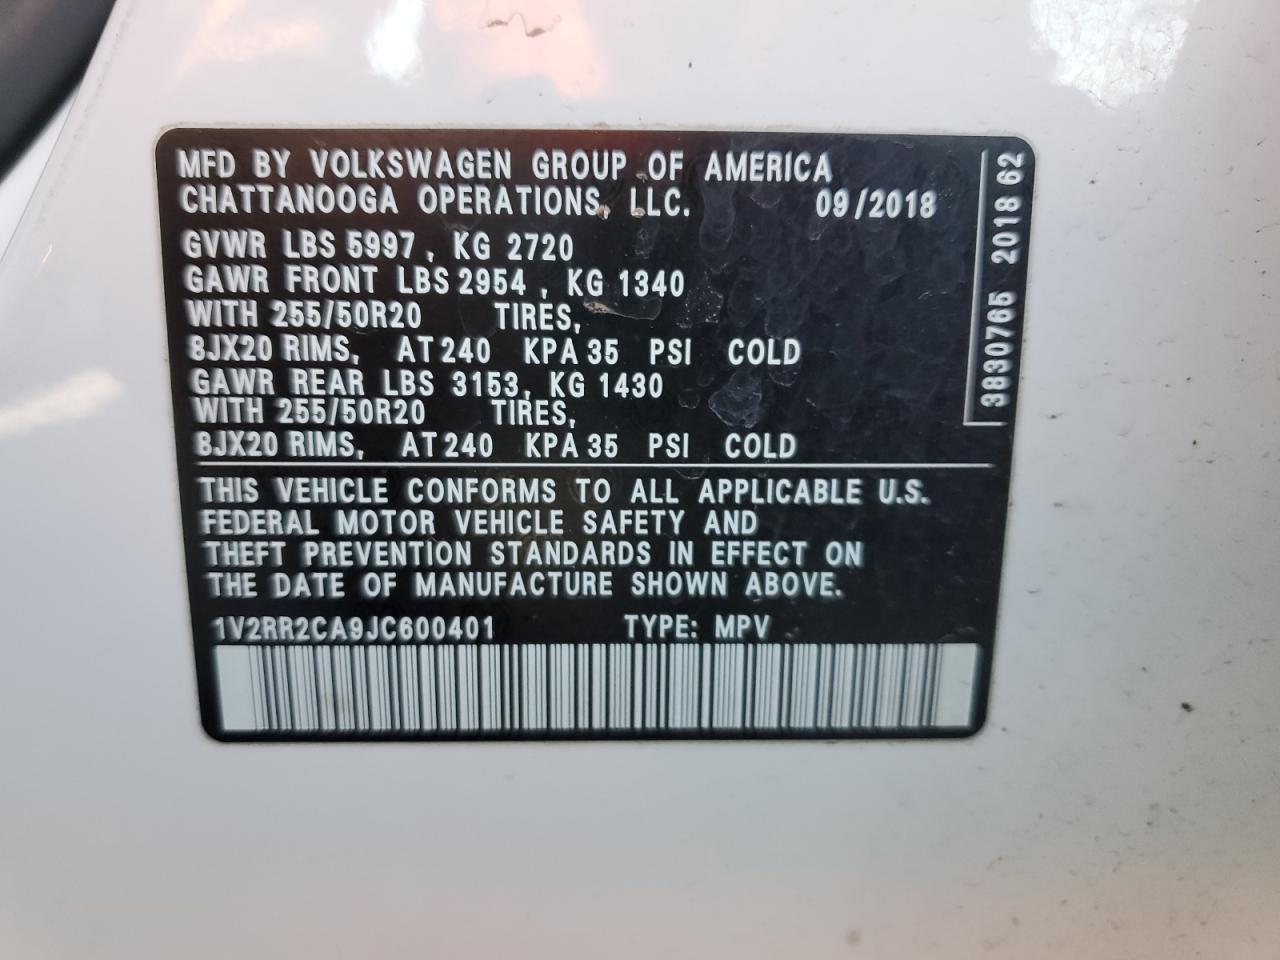 MFD BY VOLKSWAGEN GROUP OF AMERICA
CHATTANOOGA OPERATIONS, LLC. 09/2018
GVWR LBS 5997, KG 2720
GAWR FRONT LBS 2954, KG 1340
WITH 255/50R20 TIRES,
8JX20 RIMS, AT 240 KPA 35 PSI COLD
GAWR REAR LBS 3153, KG 1430
WITH 255/50R20 TIRES,
8JX20 RIMS, AT 240 KPA 35 PSI COLD
THIS VEHICLE CONFORMS TO ALL APPLICABLE U.S.
FEDERAL MOTOR VEHICLE SAFETY AND
THEFT PREVENTION STANDARDS IN EFFECT ON
THE DATE OF MANUFACTURE SHOWN ABOVE.
1V2RR2CA9JC600401 TYPE: MPV
3830765 2018 62